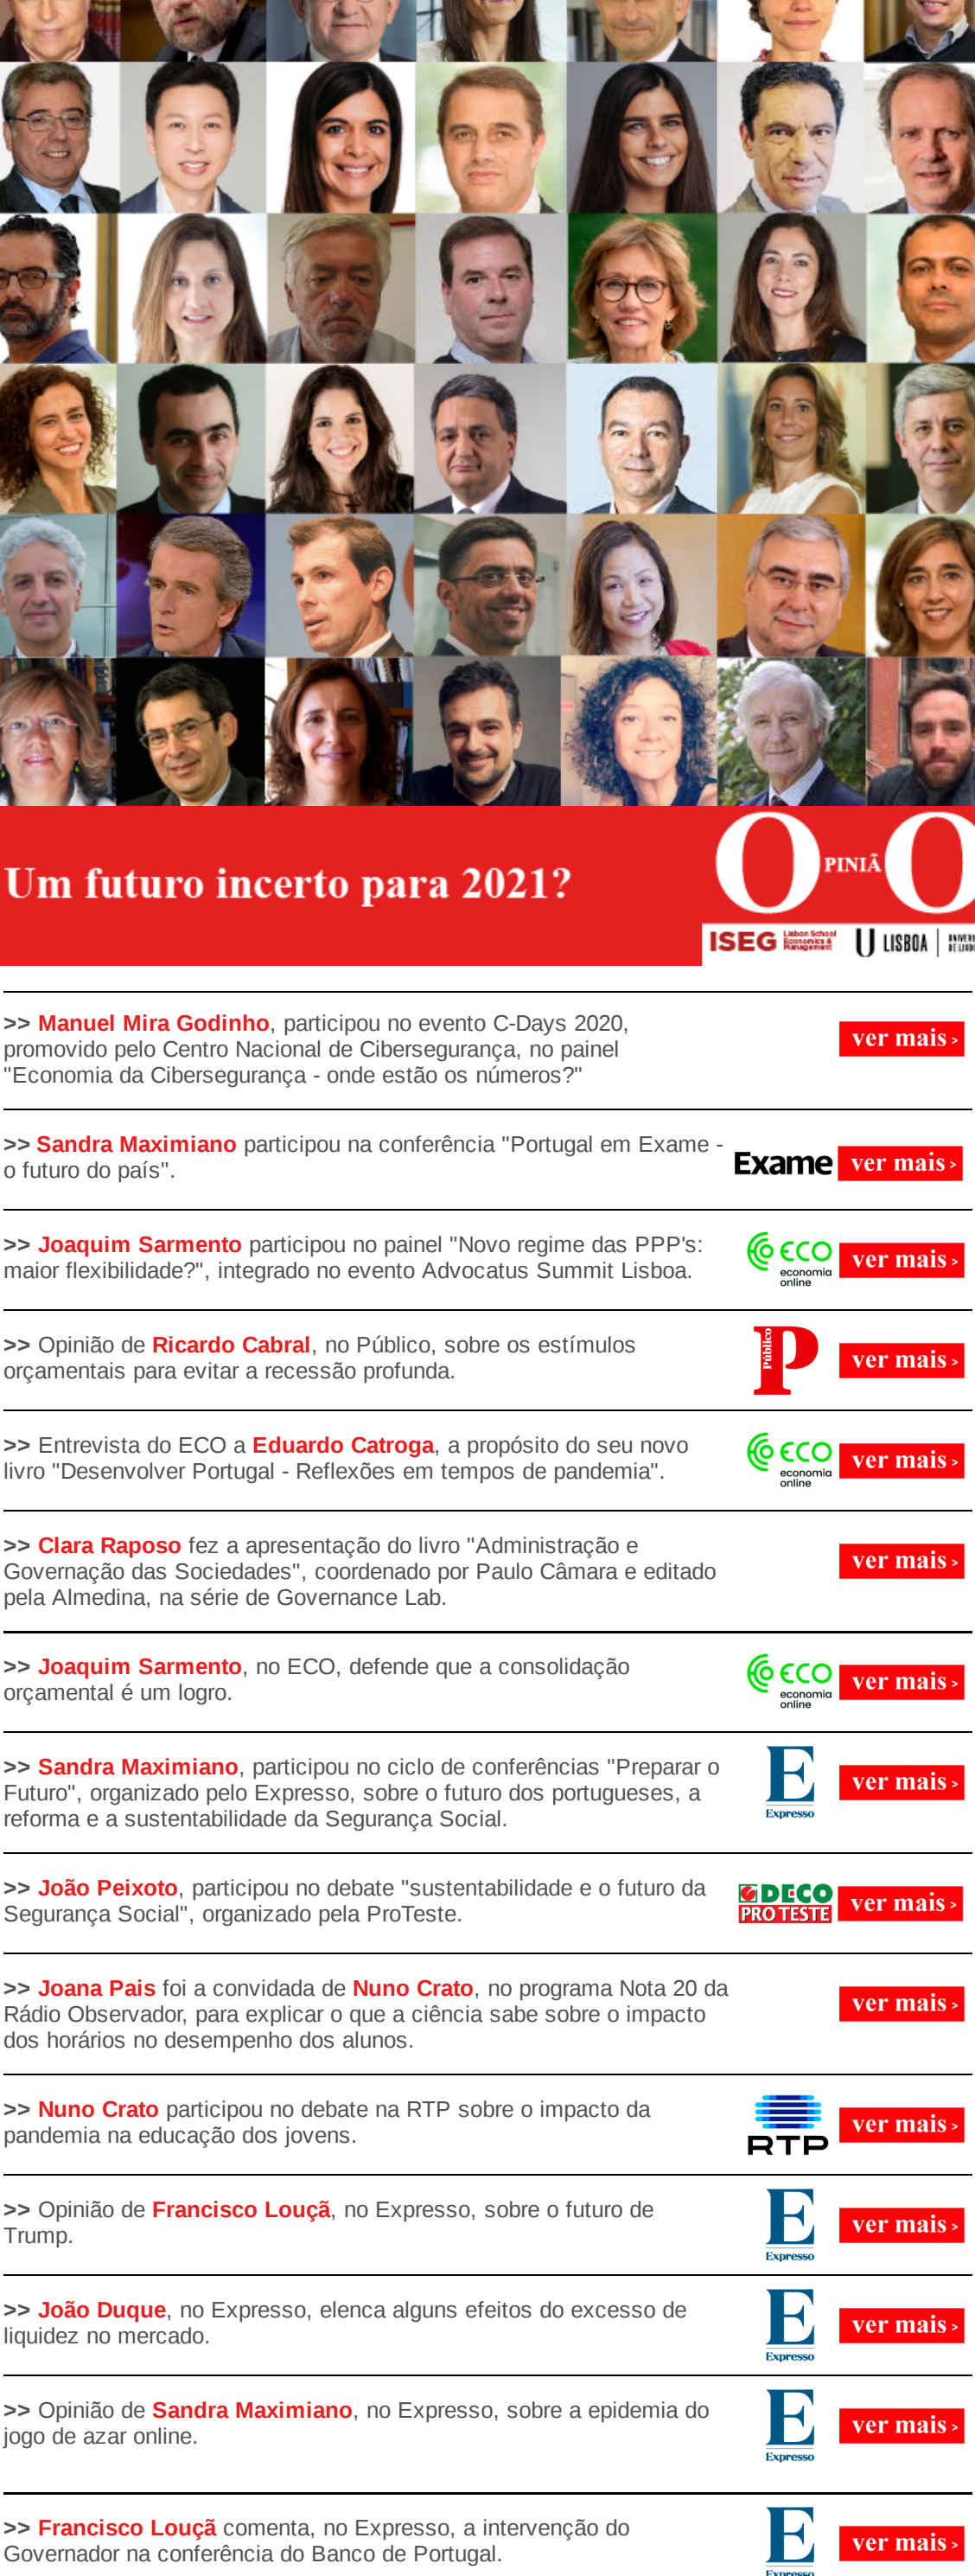 Um futuro incerto para 2021?
OPINIÃO
ISEG Lisbon School Economics & Management
LISBOA
>> Manuel Mira Godinho, participou no evento C-Days 2020,
promovido pelo Centro Nacional de Cibersegurança, no painel
"Economia da Cibersegurança - onde estão os números?"
ver mais >
>> Sandra Maximiano participou na conferência "Portugal em Exame -
o futuro do país".
Exame
ver mais >
>> Joaquim Sarmento participou no painel "Novo regime das PPP's:
maior flexibilidade?", integrado no evento Advocatus Summit Lisboa.
eco
economia
online
ver mais >
>> Opinião de Ricardo Cabral, no Público, sobre os estímulos
orçamentais para evitar a recessão profunda.
Público
P
ver mais >
>> Entrevista do ECO a Eduardo Catroga, a propósito do seu novo
livro "Desenvolver Portugal - Reflexões em tempos de pandemia".
eco
economia
online
ver mais >
>> Clara Raposo fez a apresentação do livro "Administração e
Governação das Sociedades", coordenado por Paulo Câmara e editado
pela Almedina, na série de Governance Lab.
ver mais >
>> Joaquim Sarmento, no ECO, defende que a consolidação
orçamental é um logro.
eco
economia
online
ver mais >
>> Sandra Maximiano, participou no ciclo de conferências "Preparar o
Futuro", organizado pelo Expresso, sobre o futuro dos portugueses, a
reforma e a sustentabilidade da Segurança Social.
E
Expresso
ver mais >
>> João Peixoto, participou no debate "sustentabilidade e o futuro da
Segurança Social", organizado pela ProTeste.
DECO
PROTESTE
ver mais >
>> Joana Pais foi a convidada de Nuno Crato, no programa Nota 20 da
Rádio Observador, para explicar o que a ciência sabe sobre o impacto
dos horários no desempenho dos alunos.
ver mais >
>> Nuno Crato participou no debate na RTP sobre o impacto da
pandemia na educação dos jovens.
RTP
ver mais >
>> Opinião de Francisco Louçã, no Expresso, sobre o futuro de
Trump.
E
Expresso
ver mais >
>> João Duque, no Expresso, elenca alguns efeitos do excesso de
liquidez no mercado.
E
Expresso
ver mais >
>> Opinião de Sandra Maximiano, no Expresso, sobre a epidemia do
jogo de azar online.
E
Expresso
ver mais >
>> Francisco Louçã comenta, no Expresso, a intervenção do
Governador na conferência do Banco de Portugal.
E
Expresso
ver mais >